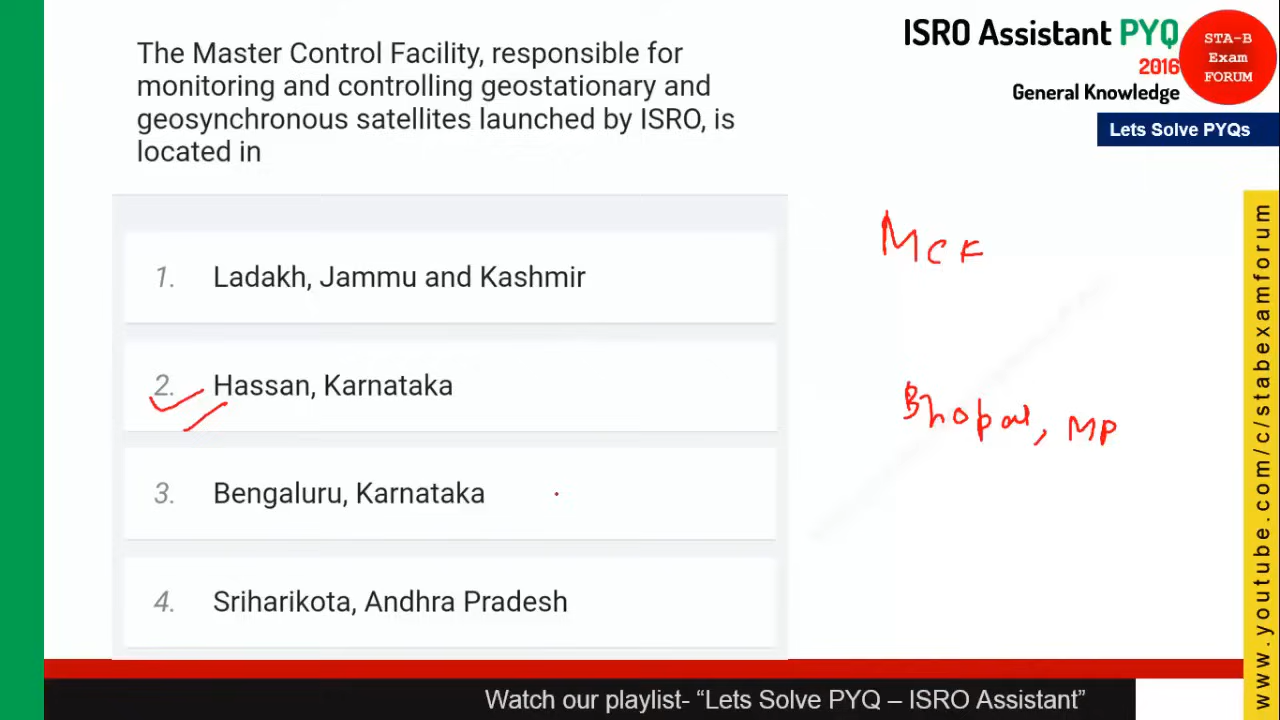 The Master Control Facility, responsible for
monitoring and controlling geostationary and
geosynchronous satellites launched by ISRO, is
located in
1. Ladakh, Jammu and Kashmir
2. Hassan, Karnataka
3. Bengaluru, Karnataka
4. Sriharikota, Andhra Pradesh
ISRO Assistant PYQ
2016
General Knowledge
STA-B
Exam
FORUM
Lets Solve PYQs
MCF
Bhopal, MP
www.youtube.com/c/stabexamforum
Watch our playlist- “Lets Solve PYQ – ISRO Assistant”